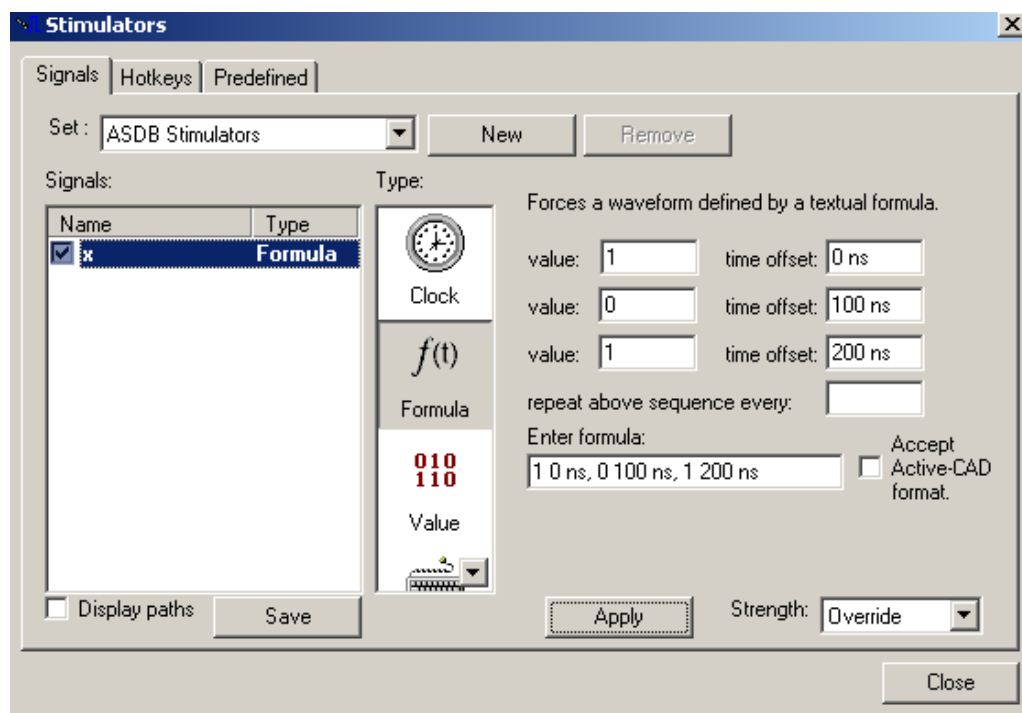 Stimulators
Signals Hotkeys Predefined
Set : ASDB Stimulators New Remove
Signals: Type:
Name Type
x Formula
Clock
f(t)
Formula
010
110
Value
Forces a waveform defined by a textual formula.
value: 1 time offset: 0 ns
value: 0 time offset: 100 ns
value: 1 time offset: 200 ns
repeat above sequence every:
Enter formula:
1 0 ns, 0 100 ns, 1 200 ns
Accept
Active-CAD
format.
Display paths Save Apply Strength: Override
Close